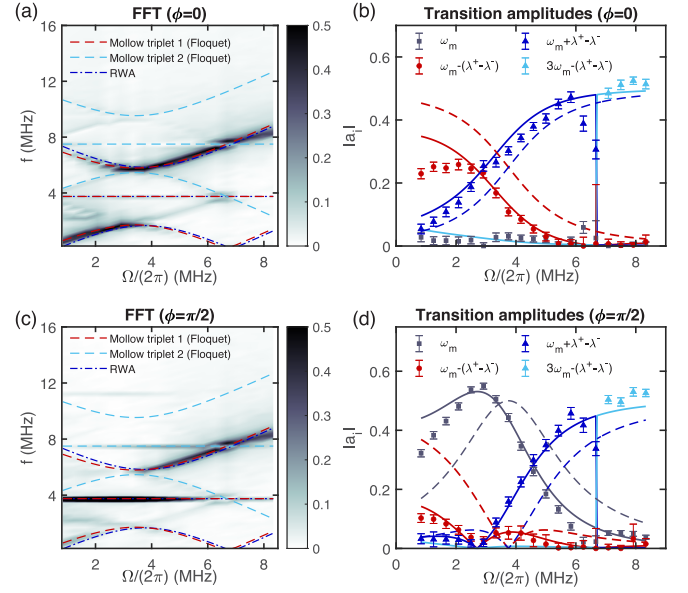 (a)
FFT (ϕ=0)
16
12
8
4
0
f (MHz)
Mollow triplet 1 (Floquet)
Mollow triplet 2 (Floquet)
RWA
2
4
6
8
Ω/(2π) (MHz)
0.5
0.4
0.3
0.2
0.1
0
(b)
Transition amplitudes (ϕ=0)
0.6
0.4
0.2
0
|aᵢ|
ωₘ
ωₘ-(λ⁺-λ⁻)
ωₘ+λ⁺-λ⁻
3ωₘ-(λ⁺-λ⁻)
0
2
4
6
8
Ω/(2π) (MHz)
(c)
FFT (ϕ=π/2)
16
12
8
4
0
f (MHz)
Mollow triplet 1 (Floquet)
Mollow triplet 2 (Floquet)
RWA
2
4
6
8
Ω/(2π) (MHz)
0.5
0.4
0.3
0.2
0.1
0
(d)
Transition amplitudes (ϕ=π/2)
0.6
0.4
0.2
0
|aᵢ|
ωₘ
ωₘ-(λ⁺-λ⁻)
ωₘ+λ⁺-λ⁻
3ωₘ-(λ⁺-λ⁻)
0
2
4
6
8
Ω/(2π) (MHz)